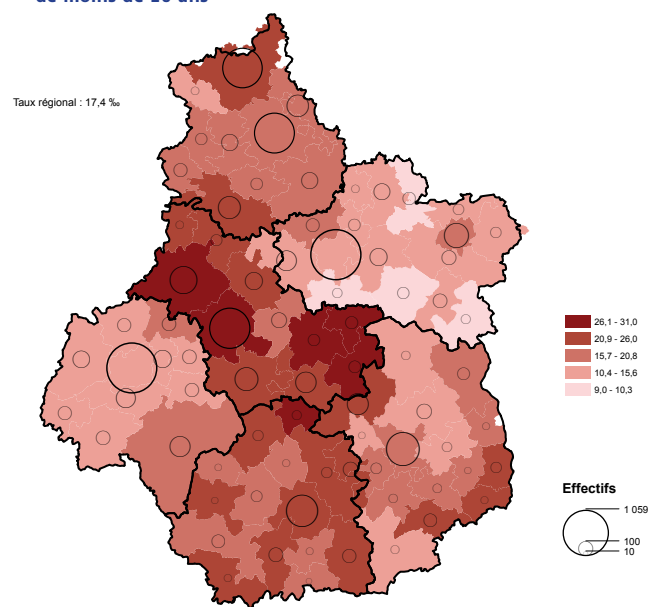 de moins de 20 ans
Taux régional : 17,4 ‰
26,1 - 31,0
20,9 - 26,0
15,7 - 20,8
10,4 - 15,6
9,0 - 10,3
Effectifs
1 059
100
10